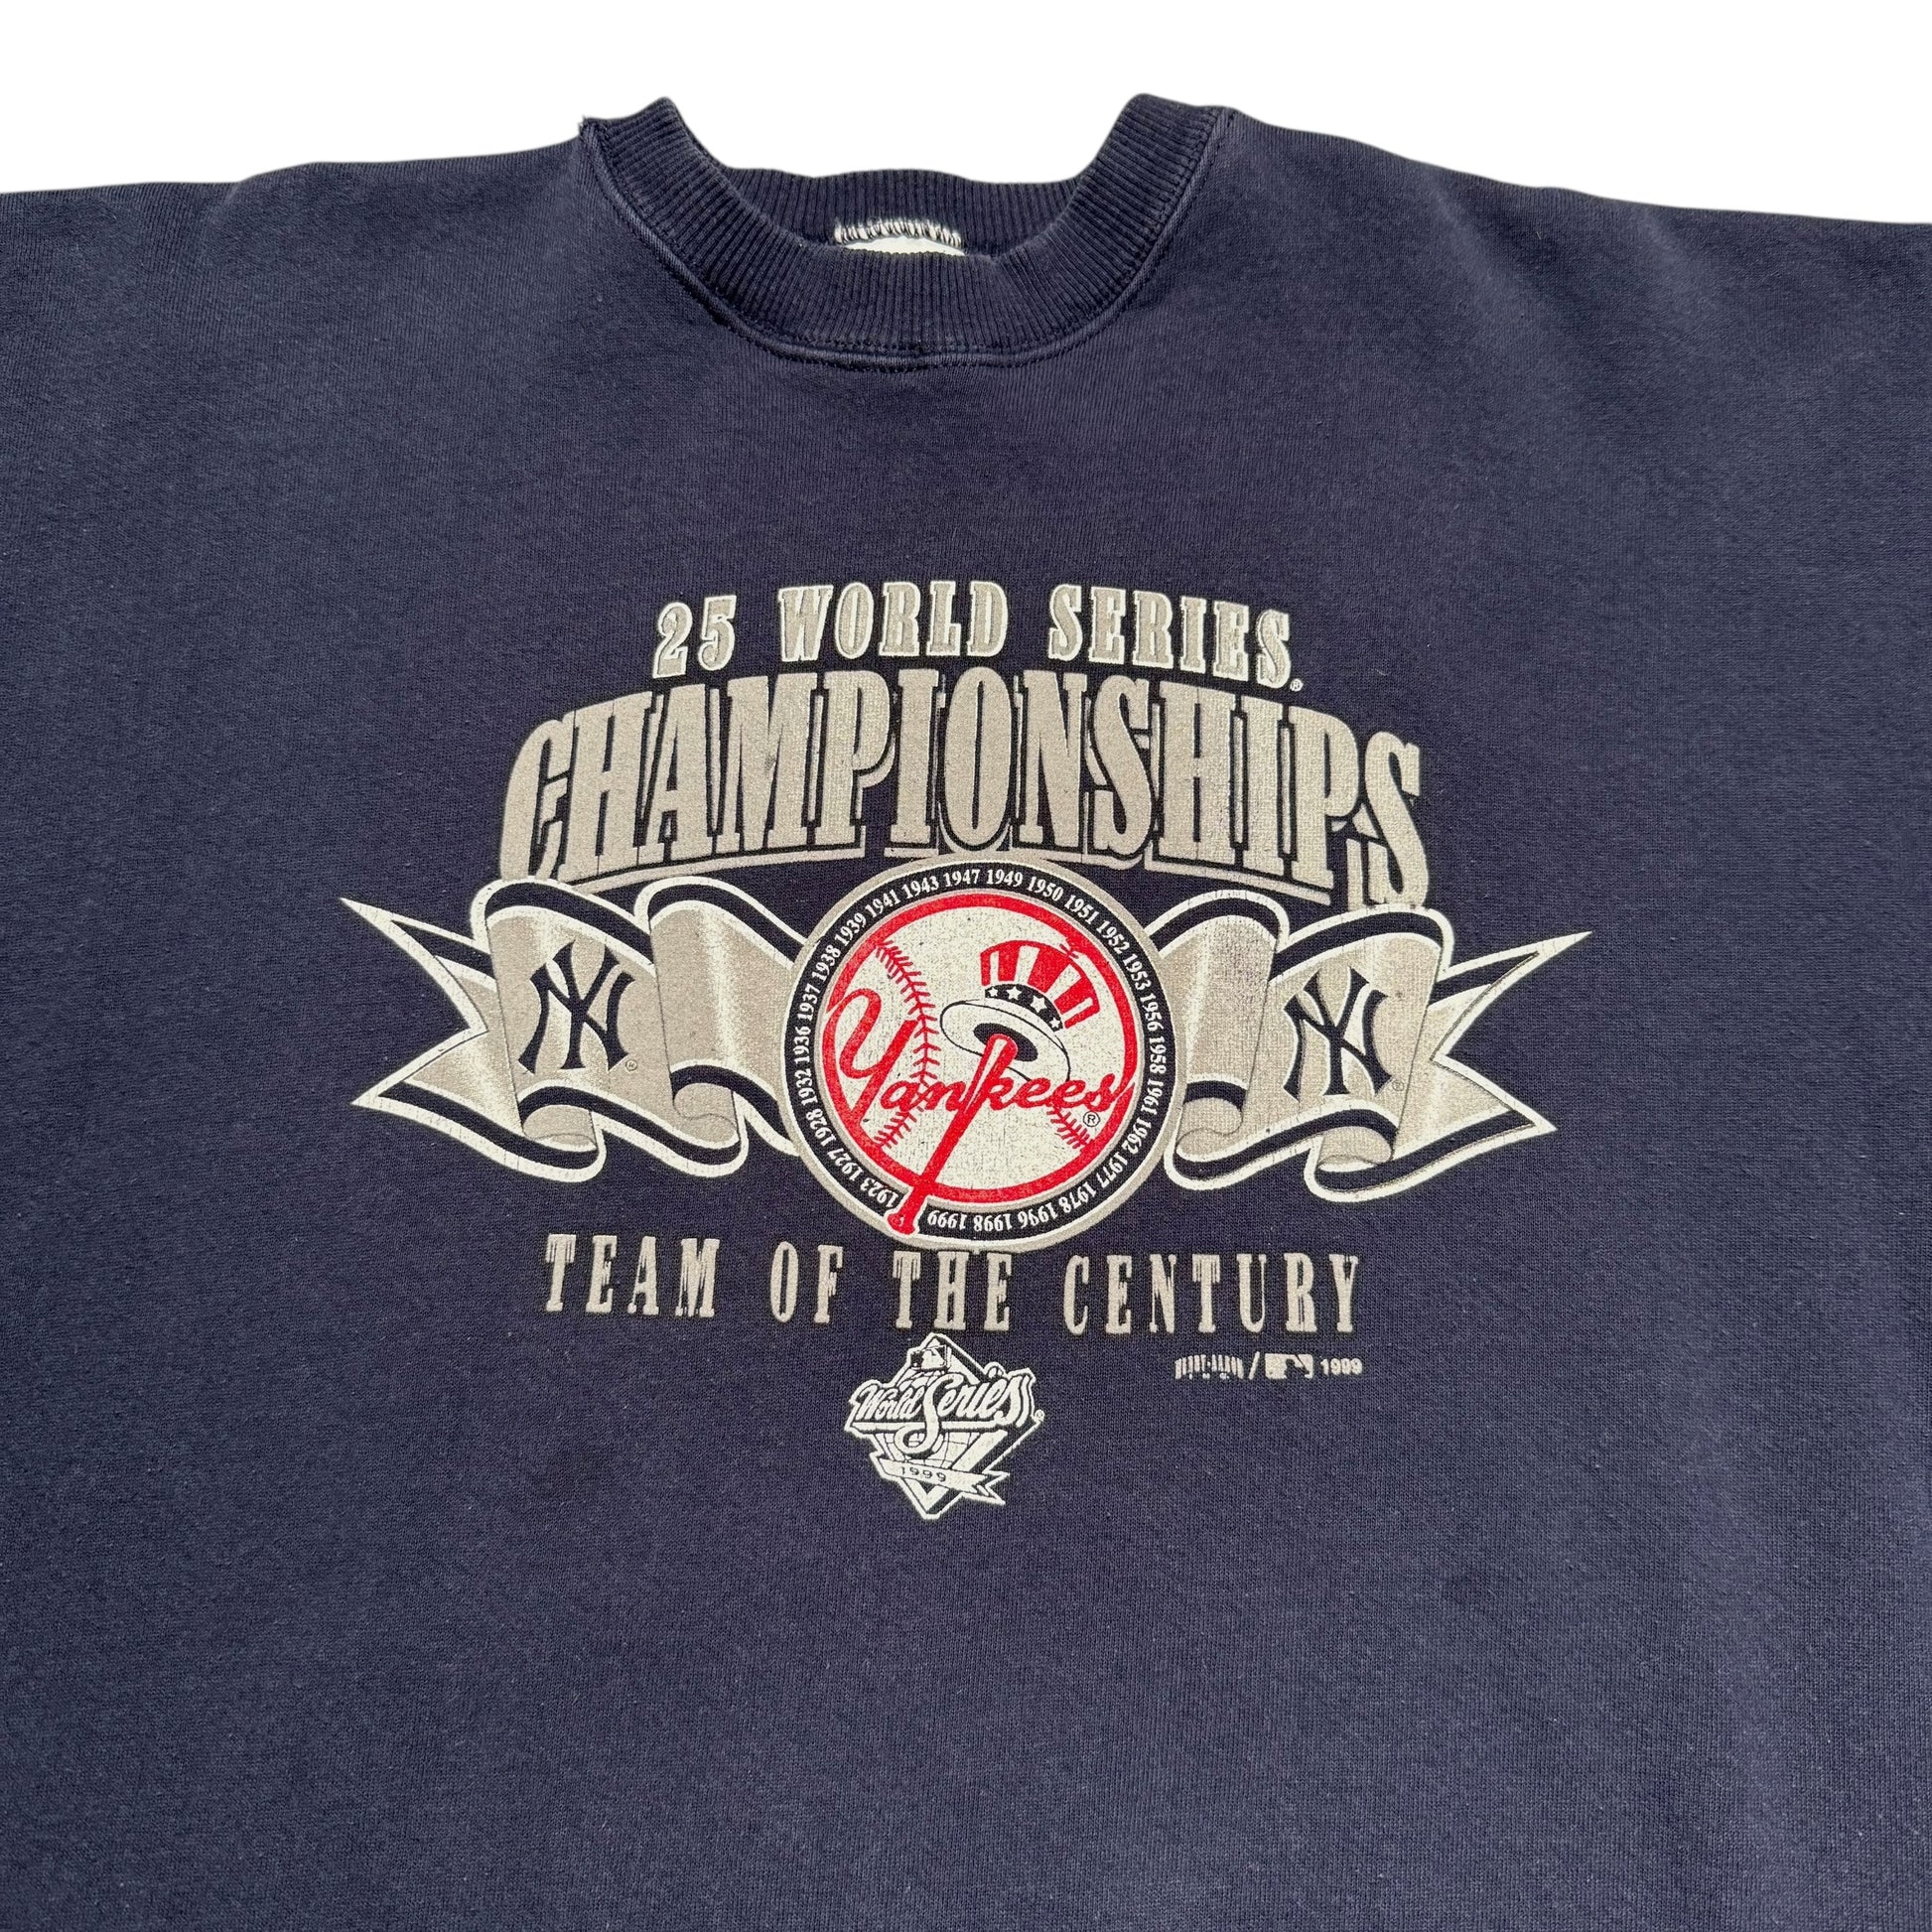 25 WORLD SERIES®
CHAMPIONSHIPS
1923 1927 1928 1932 1936 1937 1938 1939 1941 1943 1947 1949 1950 1951 1952 1953 1956 1958 1961 1962 1977 1978 1996 1998 1999
NY®
Yankees®
NY®
TEAM OF THE CENTURY
/ 1999
World Series
1999